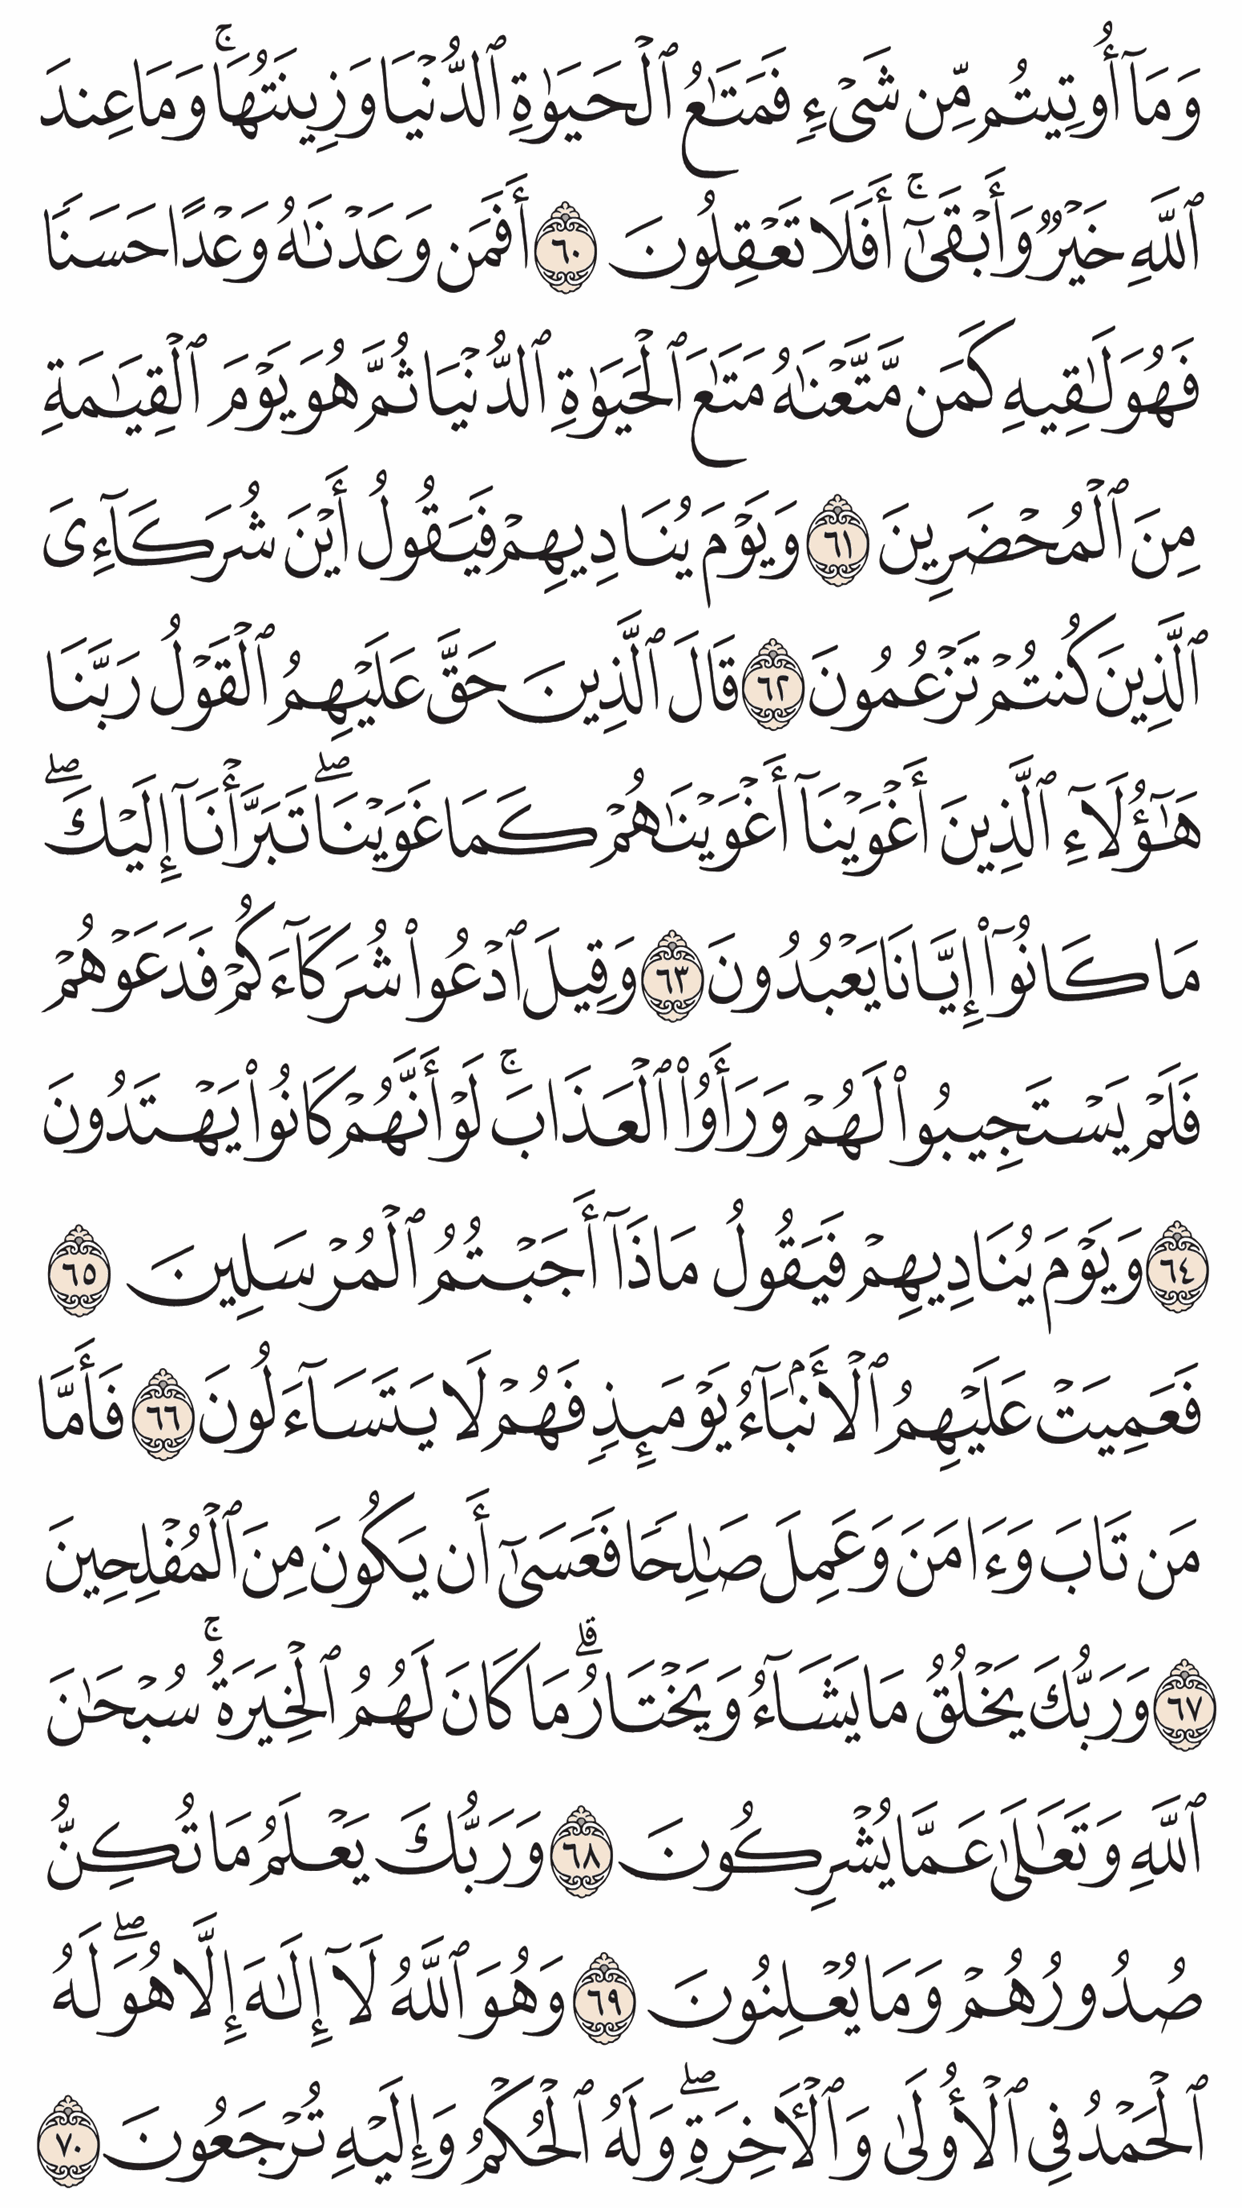 وَمَآ أُوتِيتُم مِّن شَىْءٍ فَمَتَٰعُ ٱلْحَيَوٰةِ ٱلدُّنْيَا وَزِينَتُهَا ۚ وَمَا عِندَ
ٱللَّهِ خَيْرٌ وَأَبْقَىٰٓ ۚ أَفَلَا تَعْقِلُونَ ٦٠ أَفَمَن وَعَدْنَٰهُ وَعْدًا حَسَنًا
فَهُوَ لَٰقِيهِ كَمَن مَّتَّعْنَٰهُ مَتَٰعَ ٱلْحَيَوٰةِ ٱلدُّنْيَا ثُمَّ هُوَ يَوْمَ ٱلْقِيَٰمَةِ
مِنَ ٱلْمُحْضَرِينَ ٦١ وَيَوْمَ يُنَادِيهِمْ فَيَقُولُ أَيْنَ شُرَكَآءِىَ
ٱلَّذِينَ كُنتُمْ تَزْعُمُونَ ٦٢ قَالَ ٱلَّذِينَ حَقَّ عَلَيْهِمُ ٱلْقَوْلُ رَبَّنَا
هَٰٓؤُلَآءِ ٱلَّذِينَ أَغْوَيْنَآ أَغْوَيْنَٰهُمْ كَمَا غَوَيْنَا ۖ تَبَرَّأْنَآ إِلَيْكَ ۖ
مَا كَانُوٓا۟ إِيَّانَا يَعْبُدُونَ ٦٣ وَقِيلَ ٱدْعُوا۟ شُرَكَآءَكُمْ فَدَعَوْهُمْ
فَلَمْ يَسْتَجِيبُوا۟ لَهُمْ وَرَأَوُا۟ ٱلْعَذَابَ ۚ لَوْ أَنَّهُمْ كَانُوا۟ يَهْتَدُونَ
٦٤ وَيَوْمَ يُنَادِيهِمْ فَيَقُولُ مَاذَآ أَجَبْتُمُ ٱلْمُرْسَلِينَ ٦٥
فَعَمِيَتْ عَلَيْهِمُ ٱلْأَنۢبَآءُ يَوْمَئِذٍ فَهُمْ لَا يَتَسَآءَلُونَ ٦٦ فَأَمَّا
مَن تَابَ وَءَامَنَ وَعَمِلَ صَٰلِحًا فَعَسَىٰٓ أَن يَكُونَ مِنَ ٱلْمُفْلِحِينَ
٦٧ وَرَبُّكَ يَخْلُقُ مَا يَشَآءُ وَيَخْتَارُ ۗ مَا كَانَ لَهُمُ ٱلْخِيَرَةُ ۚ سُبْحَٰنَ
ٱللَّهِ وَتَعَٰلَىٰ عَمَّا يُشْرِكُونَ ٦٨ وَرَبُّكَ يَعْلَمُ مَا تُكِنُّ
صُدُورُهُمْ وَمَا يُعْلِنُونَ ٦٩ وَهُوَ ٱللَّهُ لَآ إِلَٰهَ إِلَّا هُوَ ۖ لَهُ
ٱلْحَمْدُ فِى ٱلْأُولَىٰ وَٱلْءَاخِرَةِ ۖ وَلَهُ ٱلْحُكْمُ وَإِلَيْهِ تُرْجَعُونَ ٧٠